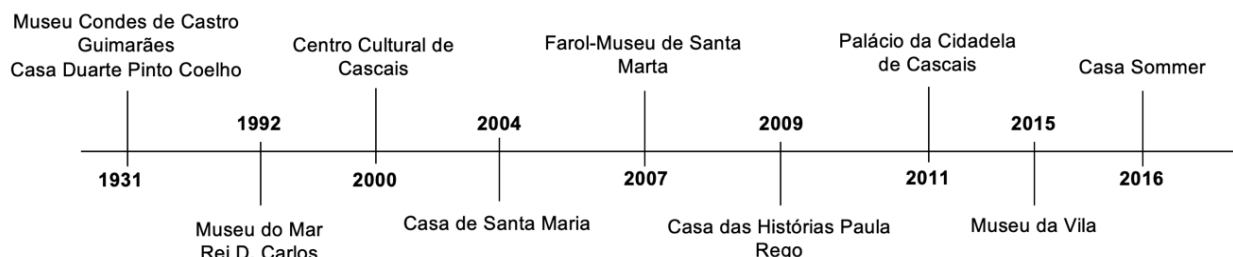 Museu Condes de Castro
Guimarães
Casa Duarte Pinto Coelho
1931
1992
Museu do Mar
Rei D. Carlos
Centro Cultural de
Cascais
2000
2004
Casa de Santa Maria
Farol-Museu de Santa
Marta
2007
2009
Casa das Histórias Paula
Rego
Palácio da Cidadela
de Cascais
2011
2015
Museu da Vila
Casa Sommer
2016